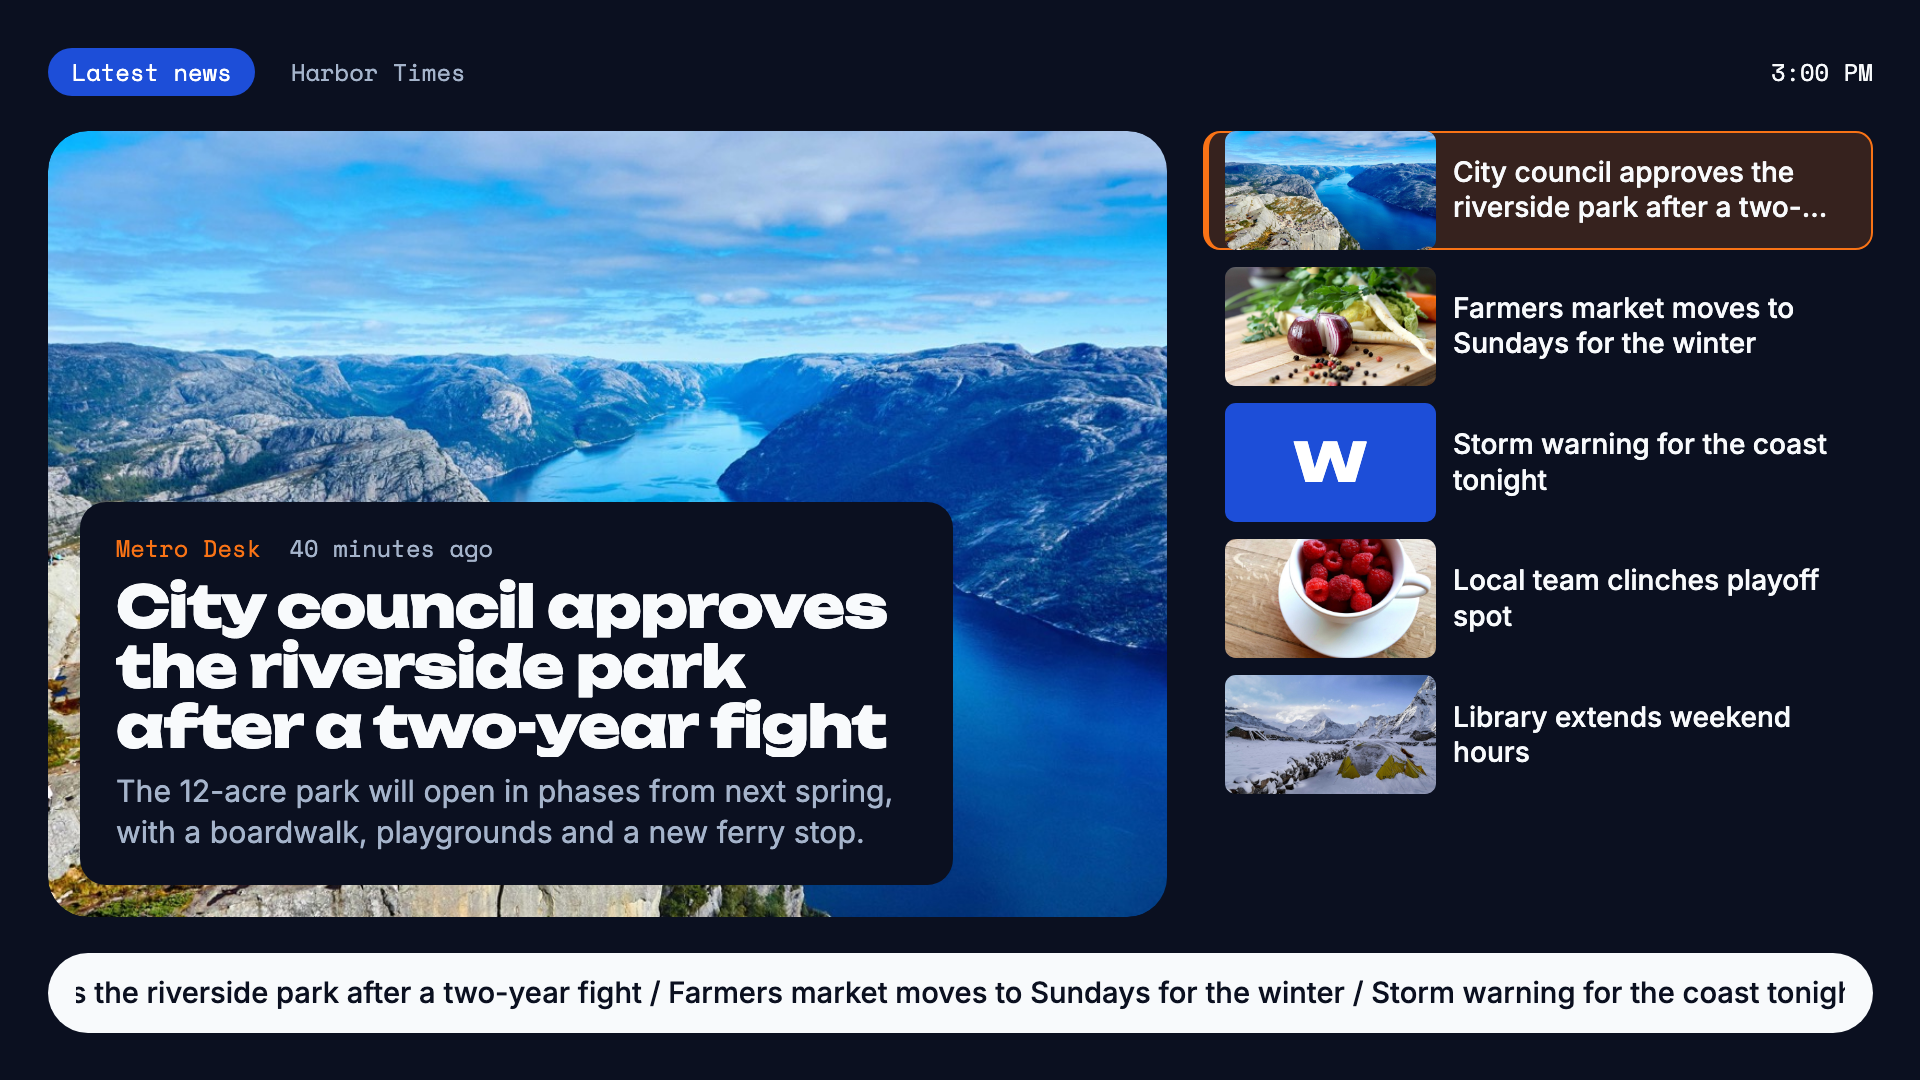 Latest news
Harbor Times
3:00 PM
Metro Desk 40 minutes ago
City council approves
the riverside park
after a two-year fight
The 12-acre park will open in phases from next spring,
with a boardwalk, playgrounds and a new ferry stop.
City council approves the
riverside park after a two-...
Farmers market moves to
Sundays for the winter
W
Storm warning for the coast
tonight
Local team clinches playoff
spot
Library extends weekend
hours
s the riverside park after a two-year fight / Farmers market moves to Sundays for the winter / Storm warning for the coast tonigh